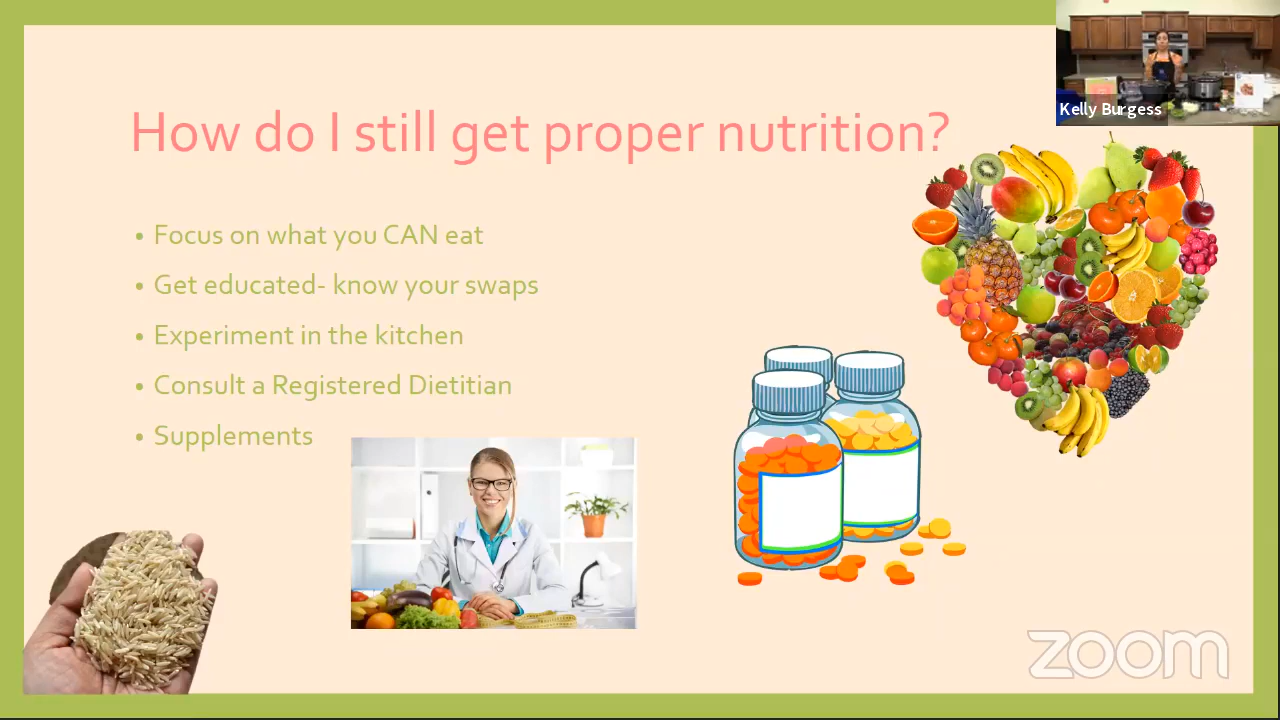 Kelly Burgess
How do I still get proper nutrition?
• Focus on what you CAN eat
• Get educated- know your swaps
• Experiment in the kitchen
• Consult a Registered Dietitian
• Supplements
zoom